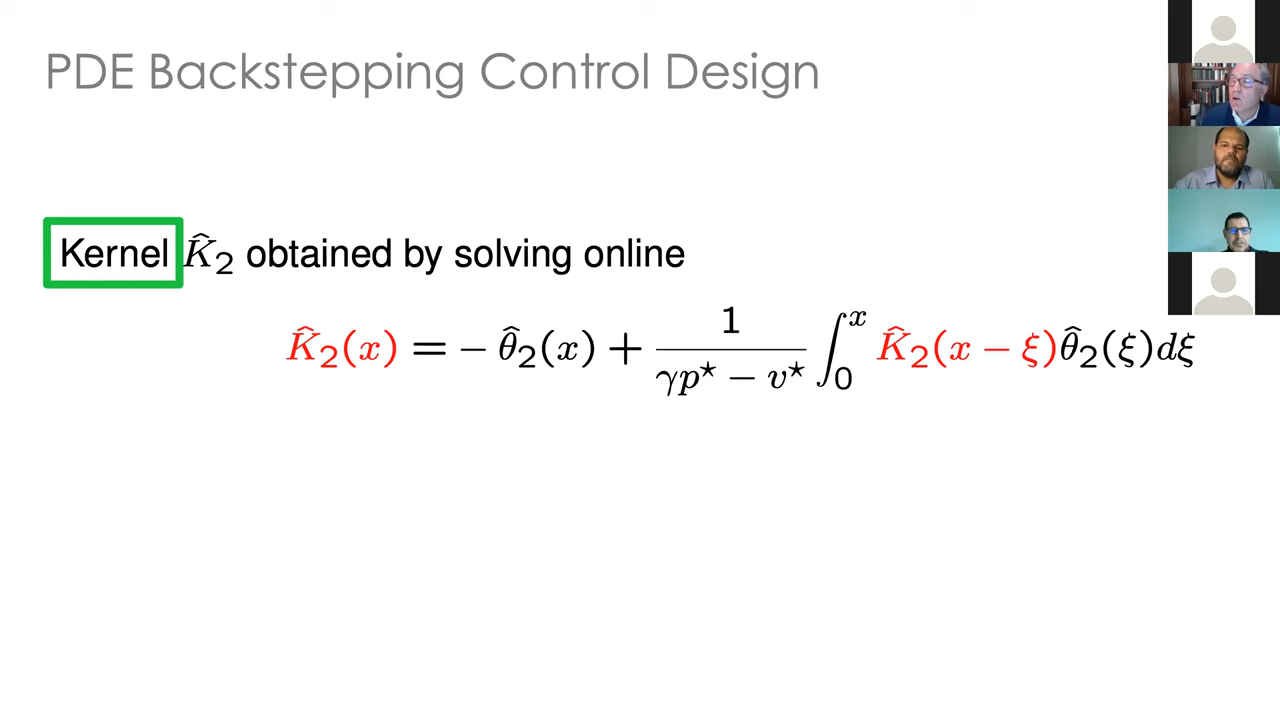 PDE Backstepping Control Design
Kernel K̂₂ obtained by solving online
K̂₂(x) = − θ̂₂(x) + 1/(γp⋆ − v⋆) ∫₀ˣ K̂₂(x − ξ)θ̂₂(ξ)dξ